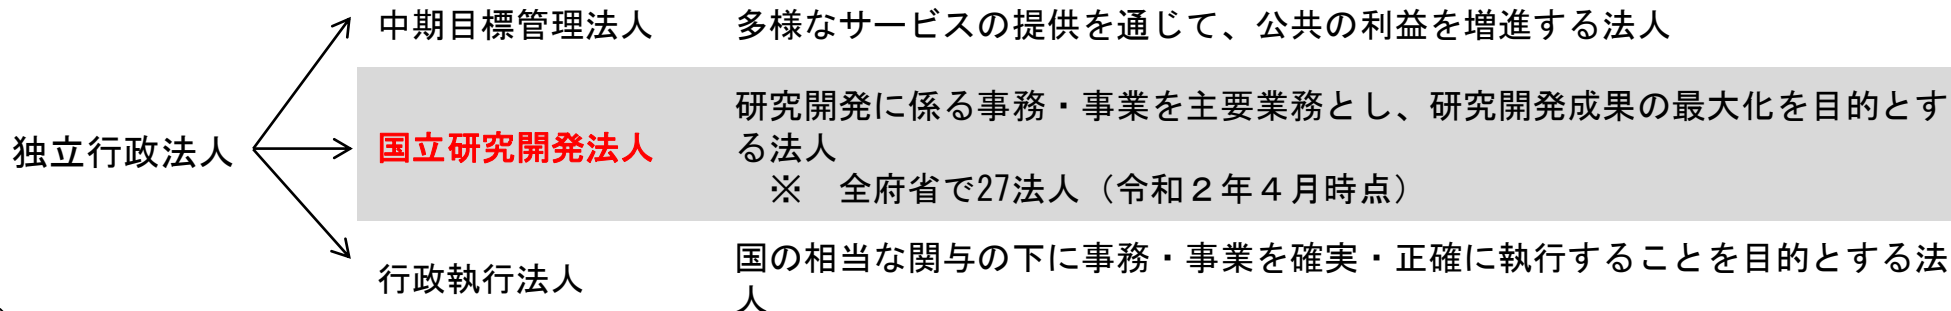 中期目標管理法人 多様なサービスの提供を通じて、公共の利益を増進する法人
独立行政法人
国立研究開発法人
研究開発に係る事務・事業を主要業務とし、研究開発成果の最大化を目的とす
る法人
※ 全府省で27法人（令和２年４月時点）
行政執行法人
国の相当な関与の下に事務・事業を確実・正確に執行することを目的とする法
人